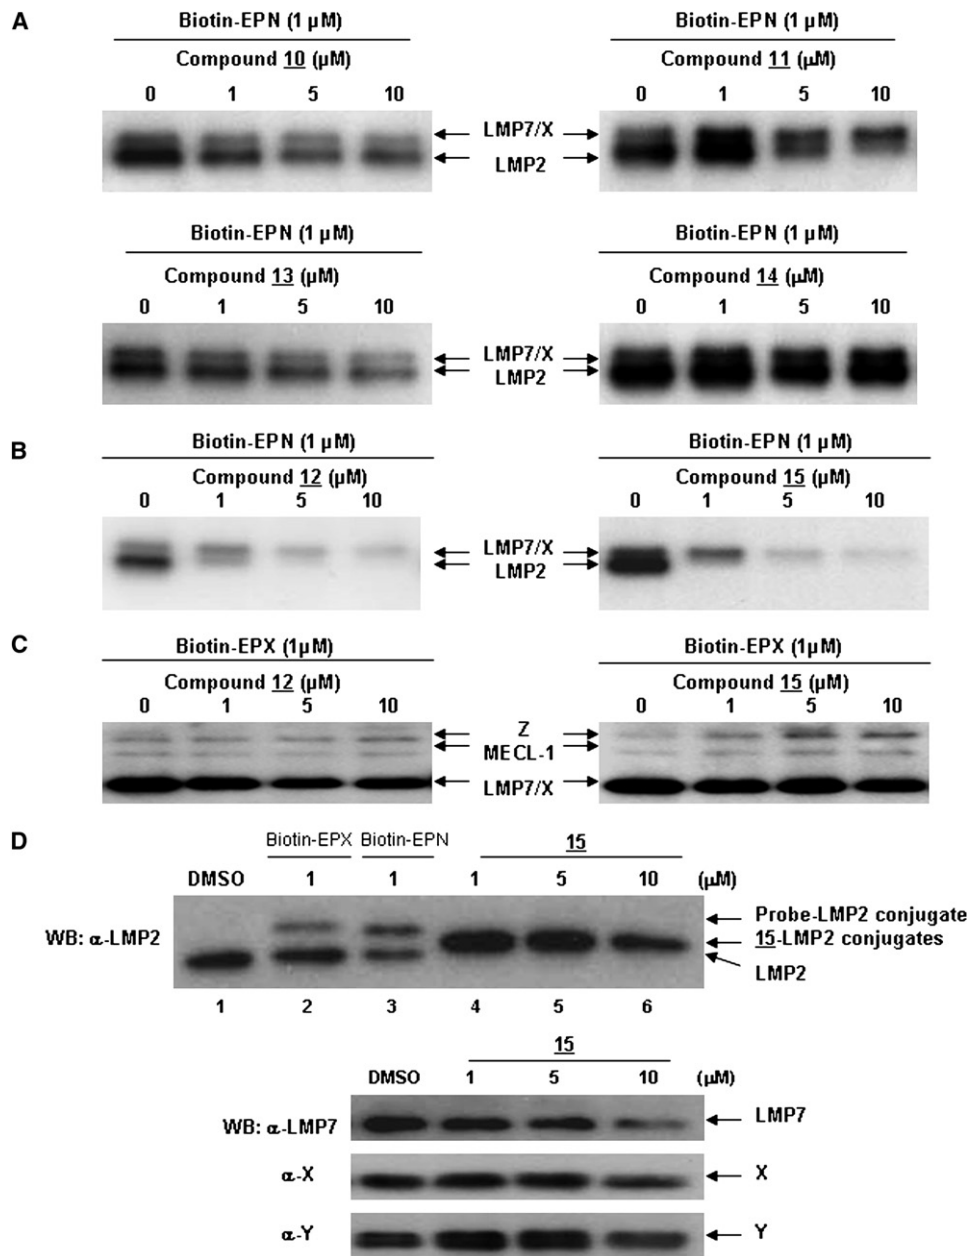 A
Biotin-EPN (1 µM)
Compound 10 (µM)
0 1 5 10
Biotin-EPN (1 µM)
Compound 11 (µM)
0 1 5 10
LMP7/X
LMP2
Biotin-EPN (1 µM)
Compound 13 (µM)
0 1 5 10
Biotin-EPN (1 µM)
Compound 14 (µM)
0 1 5 10
LMP7/X
LMP2
B
Biotin-EPN (1 µM)
Compound 12 (µM)
0 1 5 10
Biotin-EPN (1 µM)
Compound 15 (µM)
0 1 5 10
LMP7/X
LMP2
C
Biotin-EPX (1µM)
Compound 12 (µM)
0 1 5 10
Biotin-EPX (1µM)
Compound 15 (µM)
0 1 5 10
Z
MECL-1
LMP7/X
D
Biotin-EPX Biotin-EPN 15
DMSO 1 1 1 5 10 (µM)
WB: α-LMP2
Probe-LMP2 conjugate
15-LMP2 conjugates
LMP2
1 2 3 4 5 6
15
DMSO 1 5 10 (µM)
WB: α-LMP7 LMP7
α-X X
α-Y Y